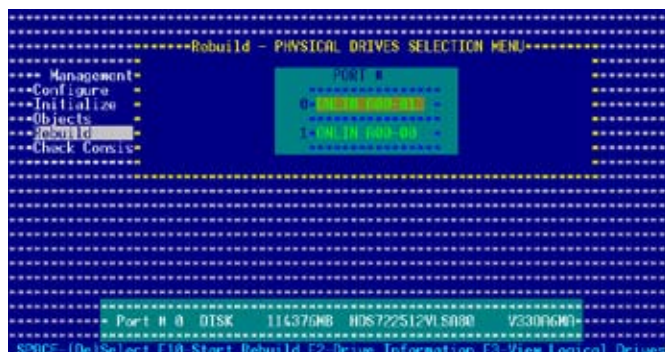 Rebuild - PHYSICAL DRIVES SELECTION MENU
Management
PORT #
Configure
Initialize
0- ONLIN A00-01
Objects
Rebuild
1- ONLIN A00-00
Check Consis
Port # 0 DISK 114376MB HDS722512VLSA80 V33OA6MA
SPACE-(De)Select F10-Start Rebuild F2-Drive Information F3-View Logical Drives